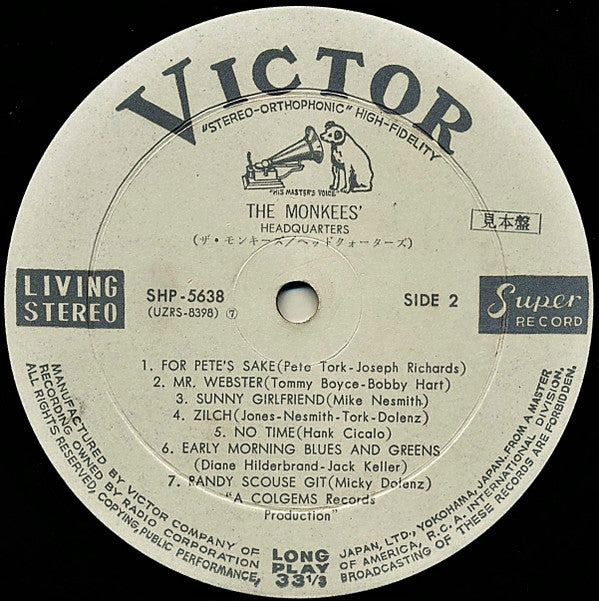 VICTOR
"STEREO-ORTHOPHONIC" HIGH-FIDELITY
"HIS MASTER'S VOICE"
THE MONKEES'
HEADQUARTERS
(ザ・モンキーズ/ヘッドクォーターズ)
見本盤
LIVING
STEREO
SHP-5638
(UZRS-8398) ⑦
SIDE 2
Super
RECORD
1. FOR PETE'S SAKE(Pete Tork-Joseph Richards)
2. MR. WEBSTER(Tommy Boyce-Bobby Hart)
3. SUNNY GIRLFRIEND(Mike Nesmith)
4. ZILCH(Jones-Nesmith-Tork-Dolenz)
5. NO TIME(Hank Cicalo)
6. EARLY MORNING BLUES AND GREENS
(Diane Hilderbrand-Jack Keller)
7. RANDY SCOUSE GIT(Micky Dolenz)
"A COLGEMS Records
Production"
MANUFACTURED BY VICTOR COMPANY OF JAPAN, LTD., YOKOHAMA, JAPAN. FROM A MASTER
RECORDING OWNED BY RADIO CORPORATION OF AMERICA, R.C.A. INTERNATIONAL DIVISION.
ALL RIGHTS RESERVED, COPYING, PUBLIC PERFORMANCE, BROADCASTING OF THESE RECORDS ARE FORBIDDEN.
LONG
PLAY
33 1/3